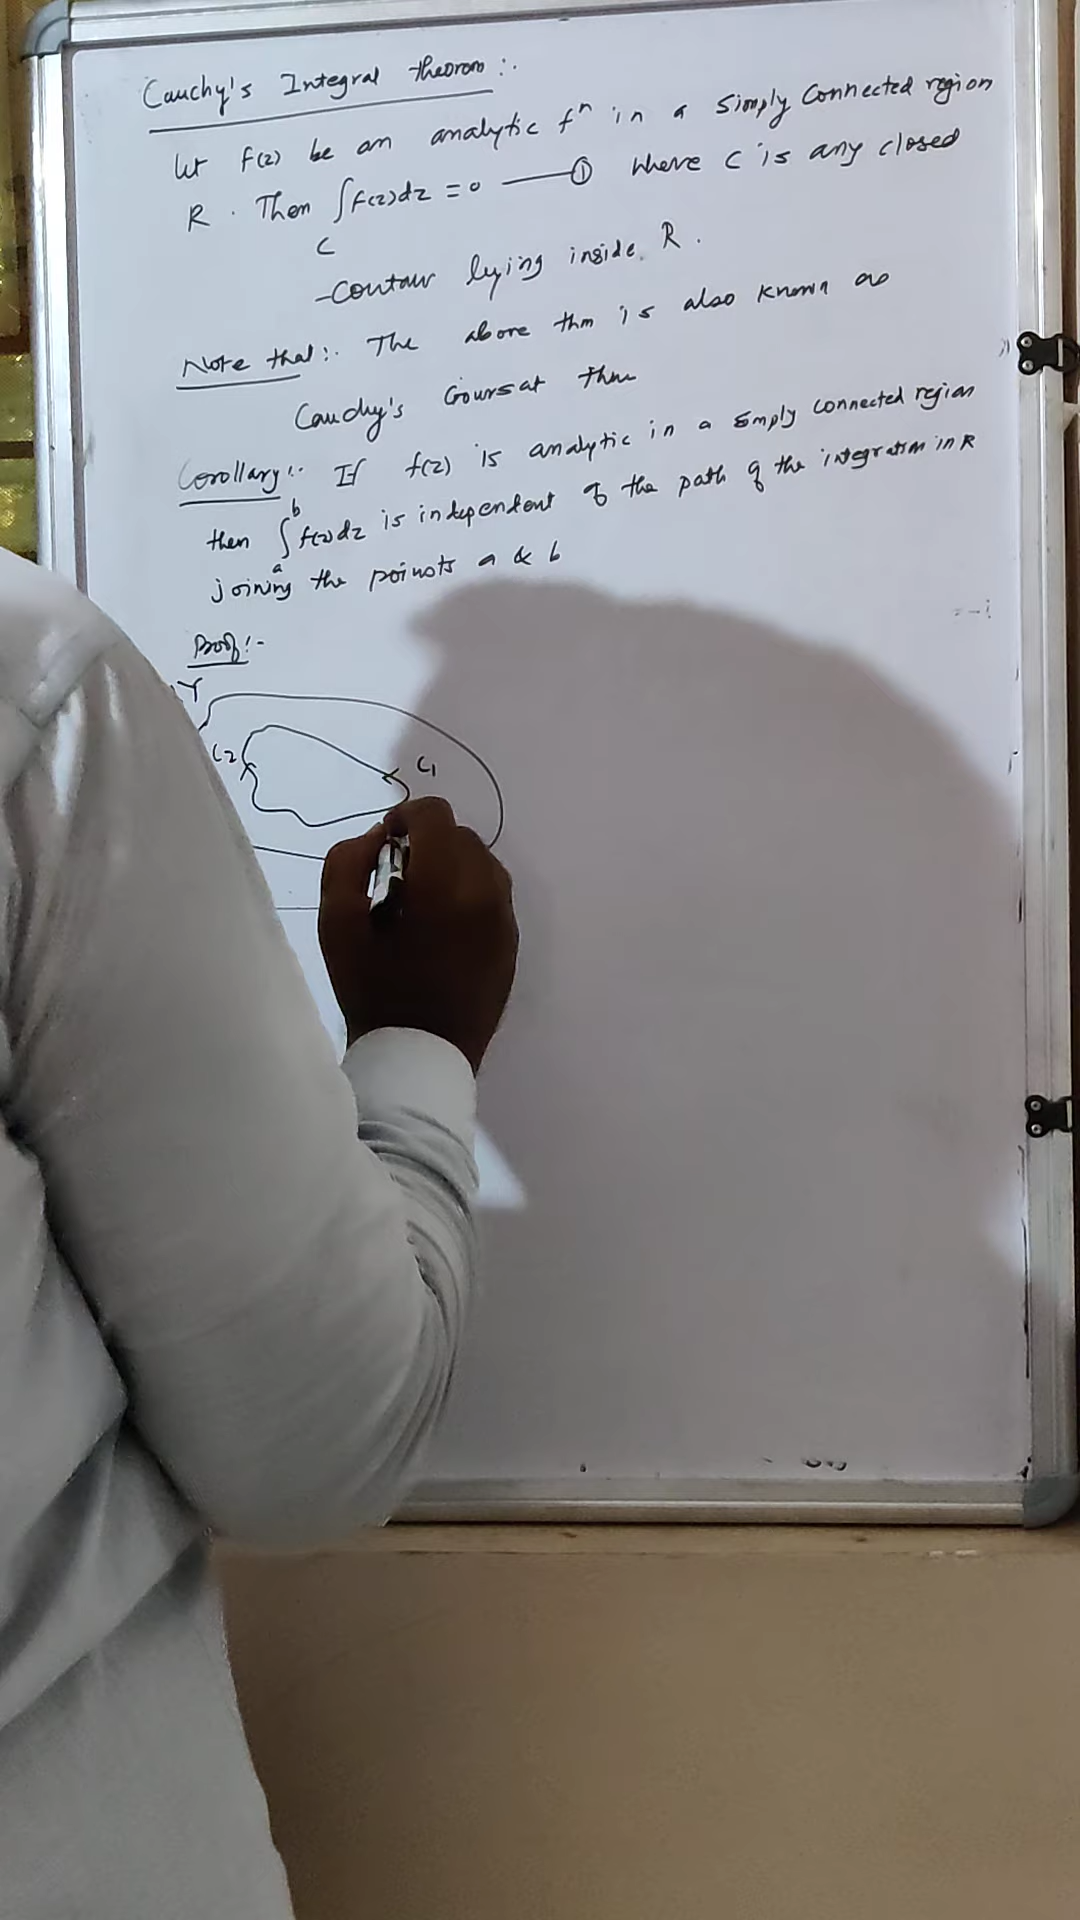 Cauchy's Integral theorem :.
let f(z) be an analytic fⁿ in a simply connected region
R. Then ∫f(z)dz = 0 —— ① where C is any closed
C
-contour lying inside R.
Note that :. The above thm is also known as
Cauchy's Goursat thm
Corollary :. If f(z) is analytic in a simply connected region
then ∫ₐᵇ f(z)dz is independent of the path of the integration in R
joining the points a & b
Proof :-
Y
C₂ C₁
= -i